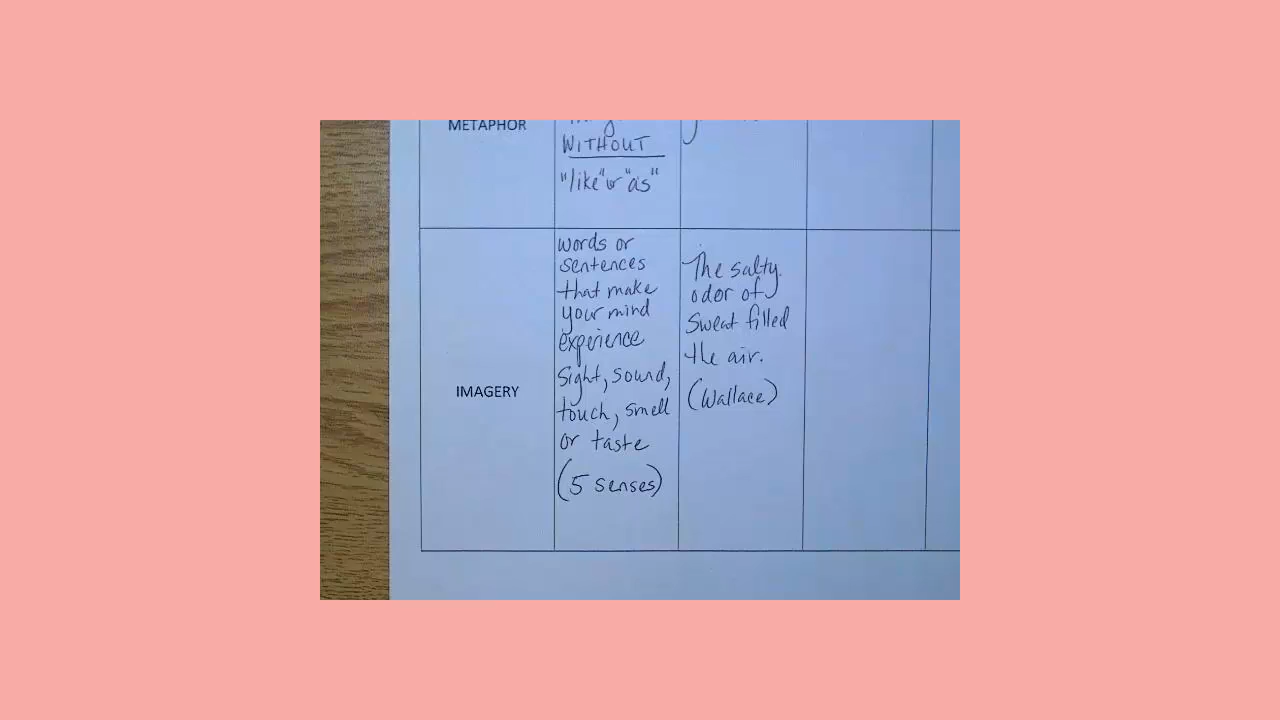 METAPHOR
WITHOUT
"like" or "as"
IMAGERY
words or
sentences
that make
your mind
experience
sight, sound,
touch, smell
or taste
(5 senses)
The salty
odor of
sweat filled
the air.
(Wallace)